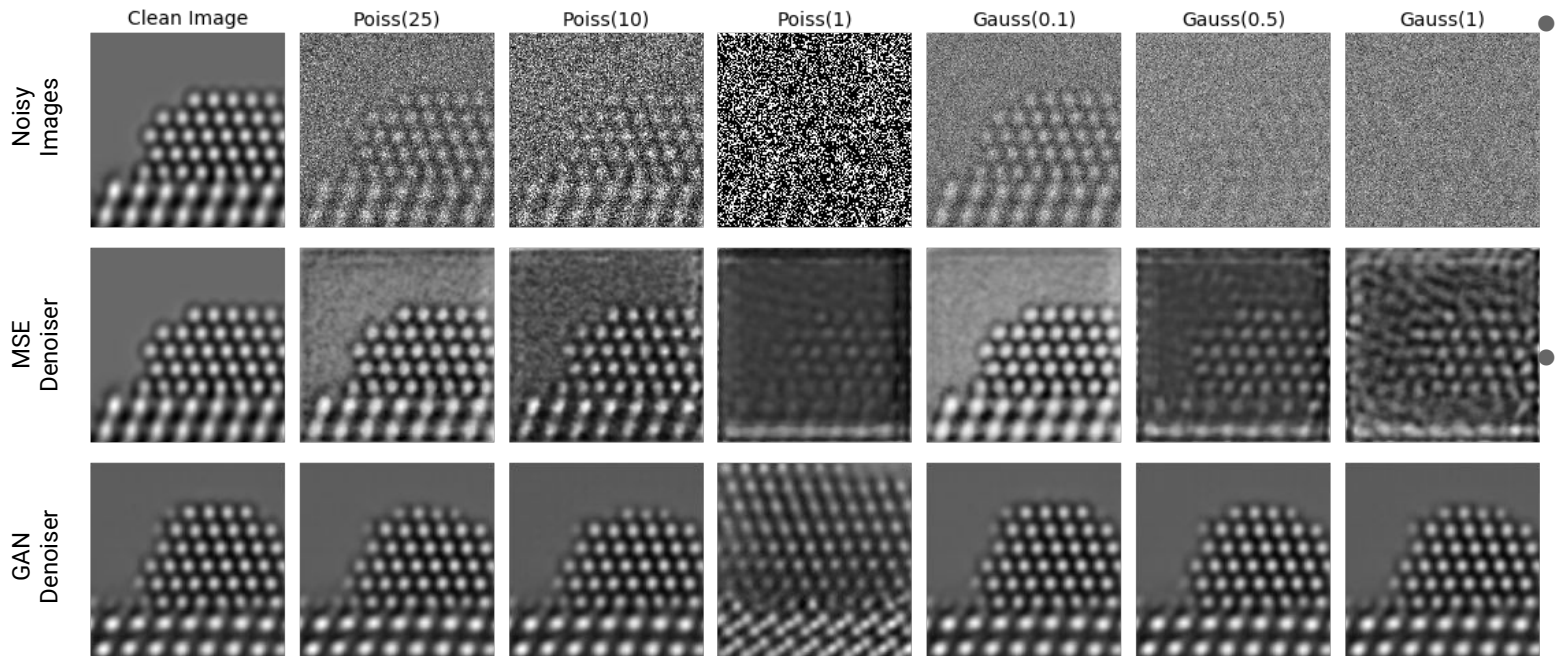 Clean Image
Poiss(25)
Poiss(10)
Poiss(1)
Gauss(0.1)
Gauss(0.5)
Gauss(1)
Noisy
Images
MSE
Denoiser
GAN
Denoiser